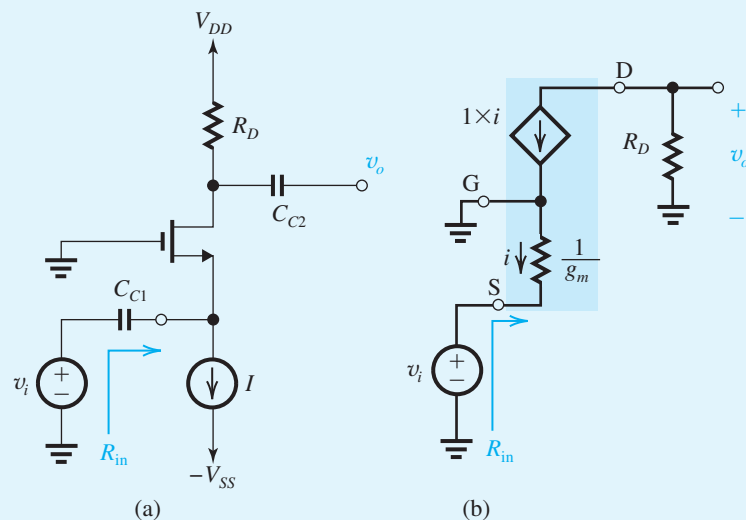 V_DD
R_D
v_o
C_C2
C_C1
v_i
+
−
I
R_in
−V_SS
(a)
D
1×i
+
R_D
v_o
−
G
i
1/g_m
S
v_i
+
−
R_in
(b)